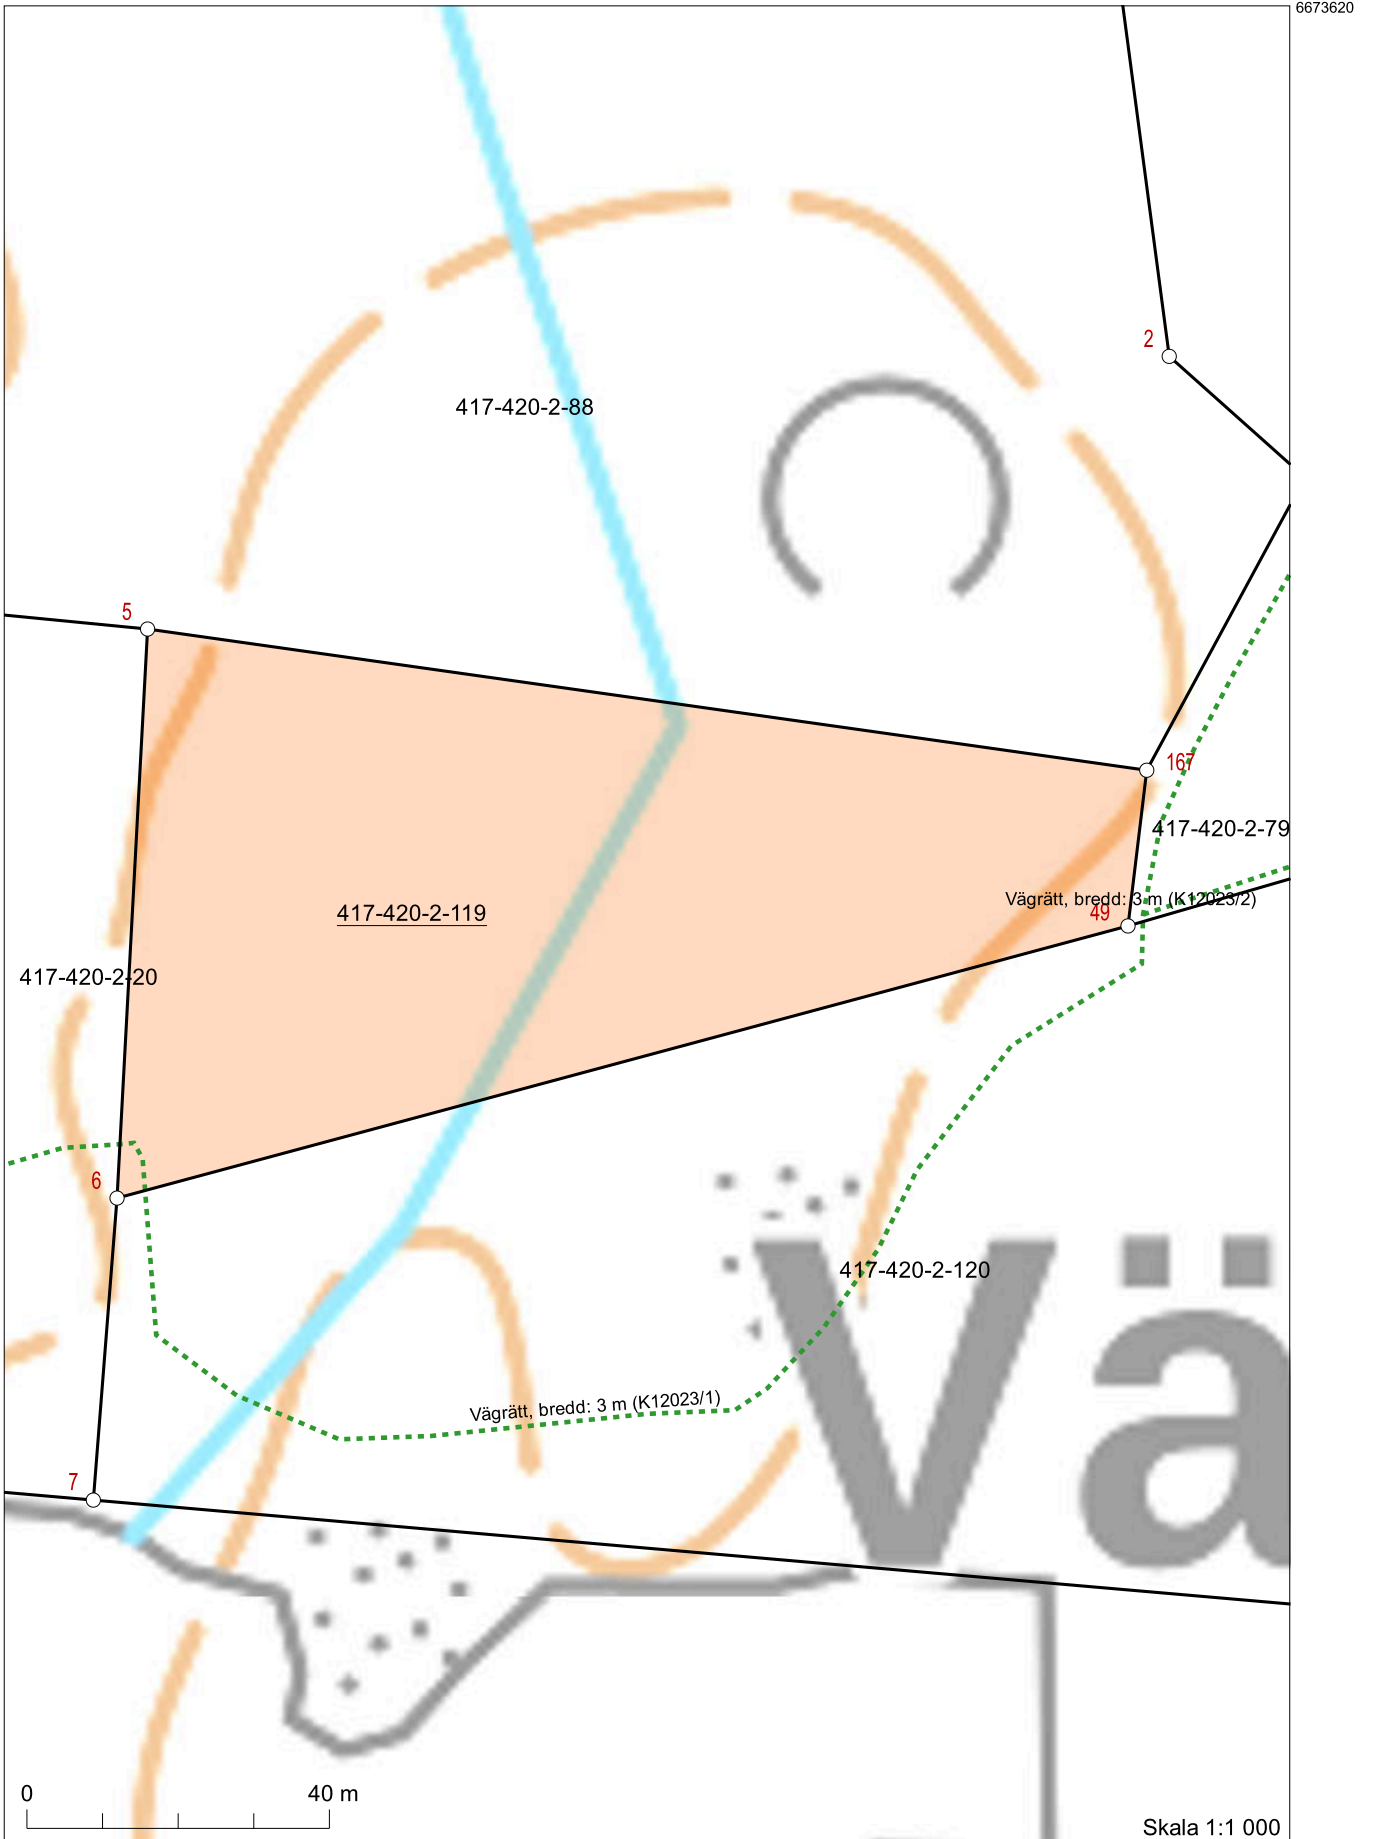 6673620
2
417-420-2-88
5
167
417-420-2-79
Vägrätt, bredd: 3 m (K12023/2)
49
417-420-2-119
417-420-2-20
6
417-420-2-120
Vägrätt, bredd: 3 m (K12023/1)
Vä
7
0 40 m
Skala 1:1 000